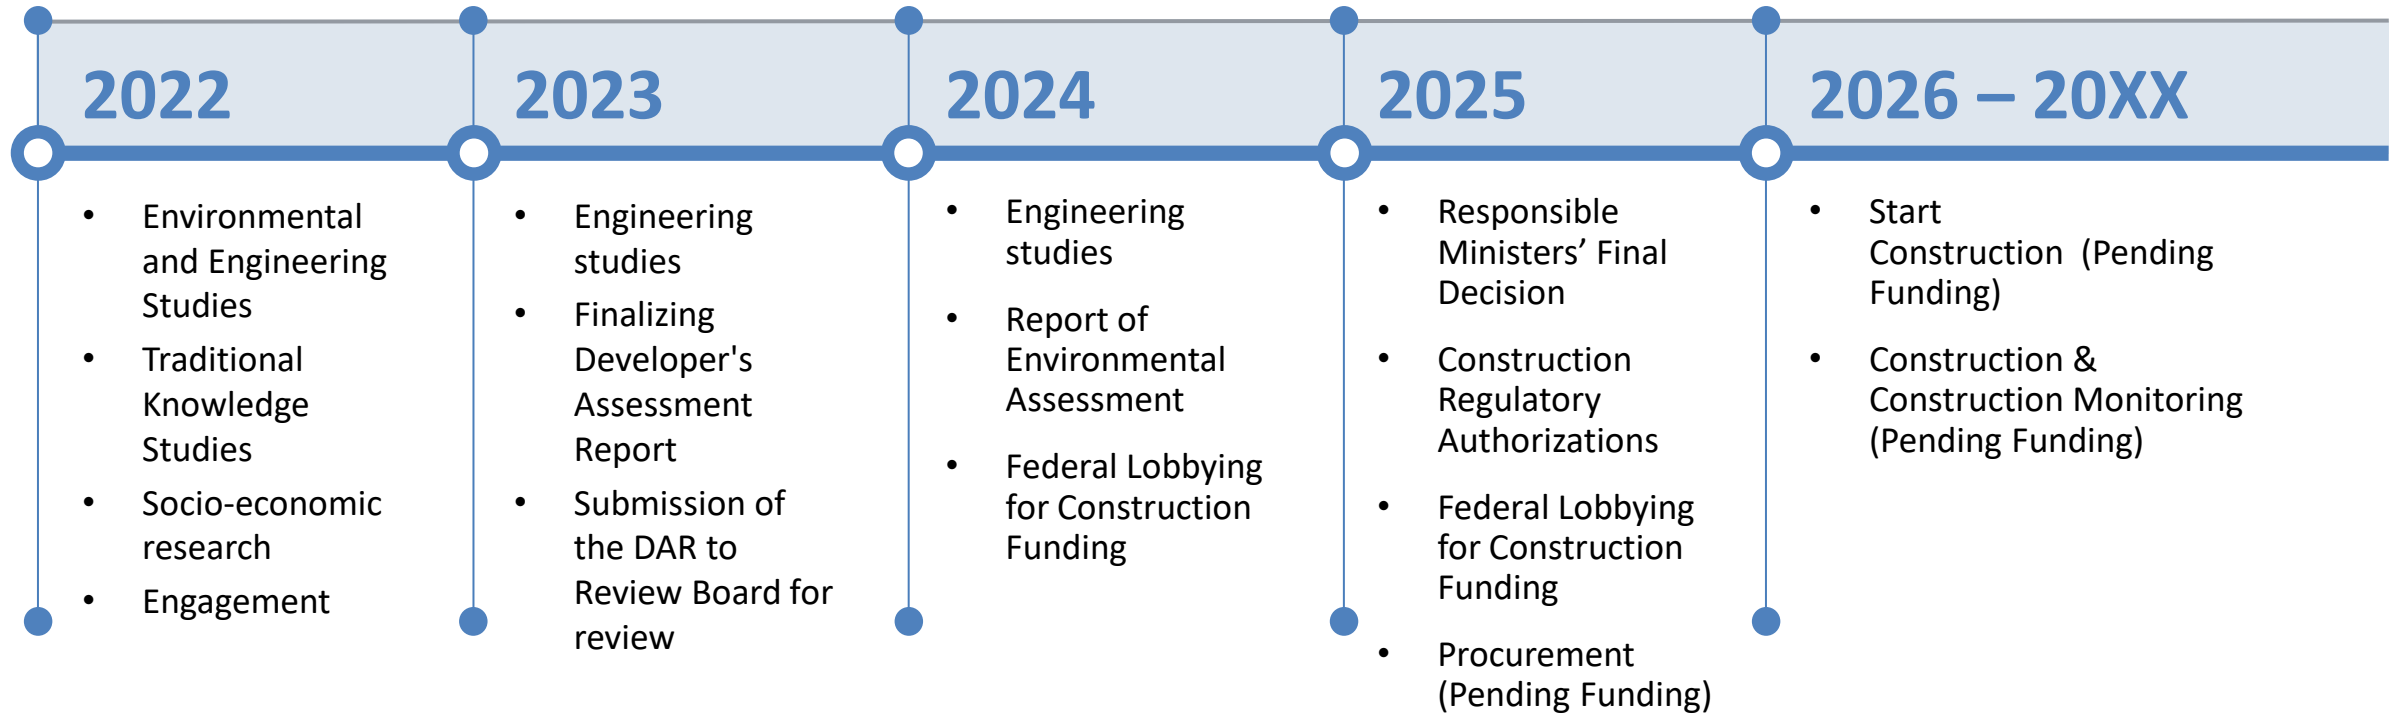 2022
• Environmental
and Engineering
Studies
• Traditional
Knowledge
Studies
• Socio-economic
research
• Engagement
2023
• Engineering
studies
• Finalizing
Developer's
Assessment
Report
• Submission of
the DAR to
Review Board for
review
2024
• Engineering
studies
• Report of
Environmental
Assessment
• Federal Lobbying
for Construction
Funding
2025
• Responsible
Ministers’ Final
Decision
• Construction
Regulatory
Authorizations
• Federal Lobbying
for Construction
Funding
• Procurement
(Pending Funding)
2026 – 20XX
• Start
Construction (Pending
Funding)
• Construction &
Construction Monitoring
(Pending Funding)